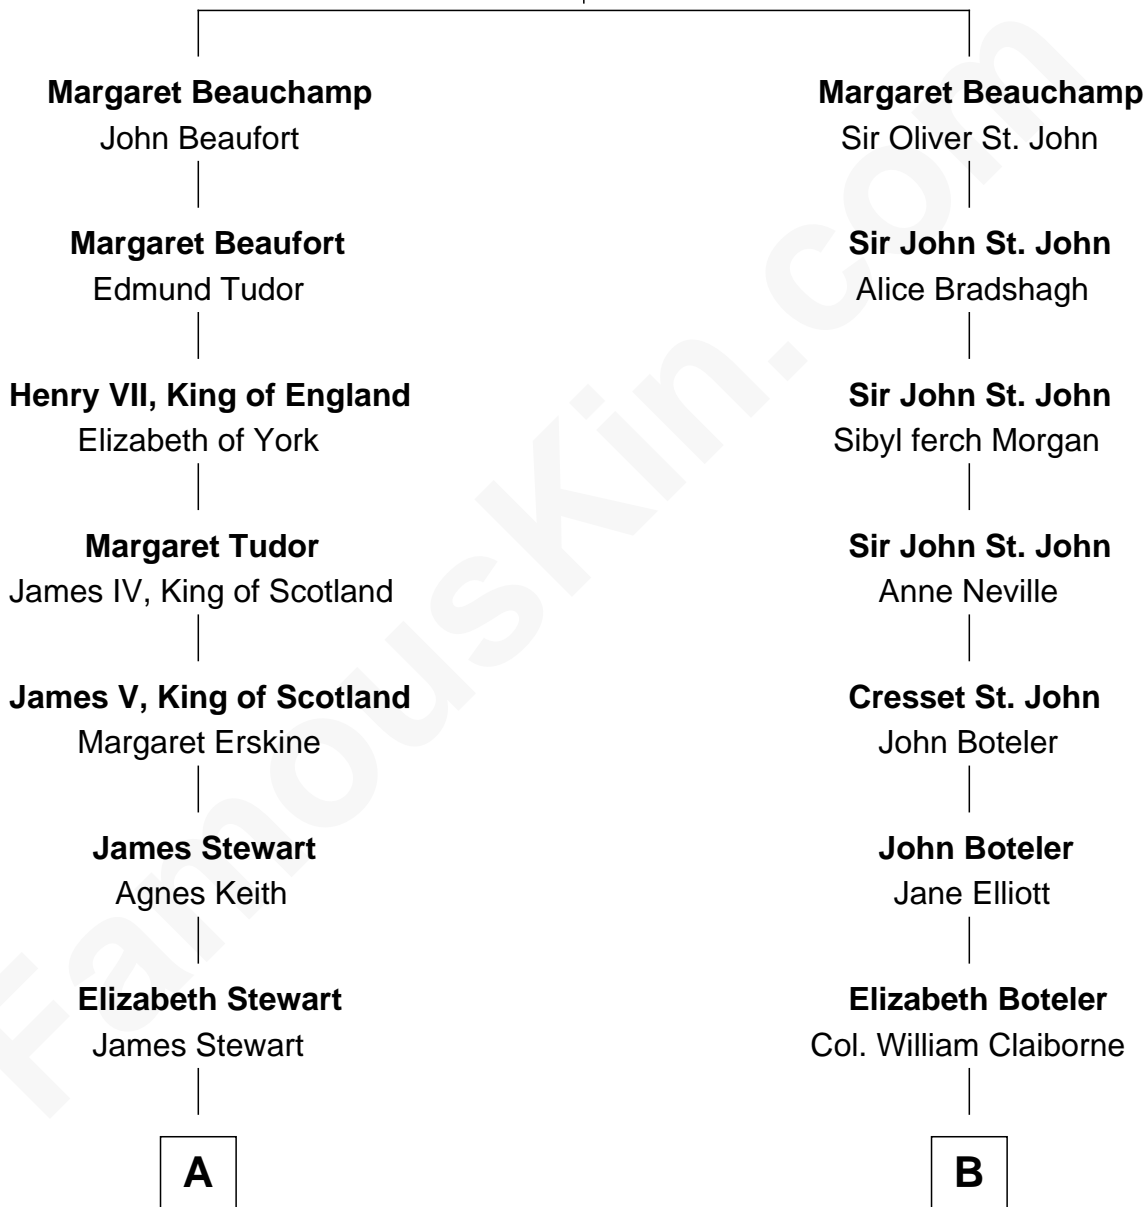 Margaret Beauchamp
John Beaufort
Margaret Beaufort
Edmund Tudor
Henry VII, King of England
Elizabeth of York
Margaret Tudor
James IV, King of Scotland
James V, King of Scotland
Margaret Erskine
James Stewart
Agnes Keith
Elizabeth Stewart
James Stewart
A
Margaret Beauchamp
Sir Oliver St. John
Sir John St. John
Alice Bradshagh
Sir John St. John
Sibyl ferch Morgan
Sir John St. John
Anne Neville
Cresset St. John
John Boteler
John Boteler
Jane Elliott
Elizabeth Boteler
Col. William Claiborne
B
FamousKin.com